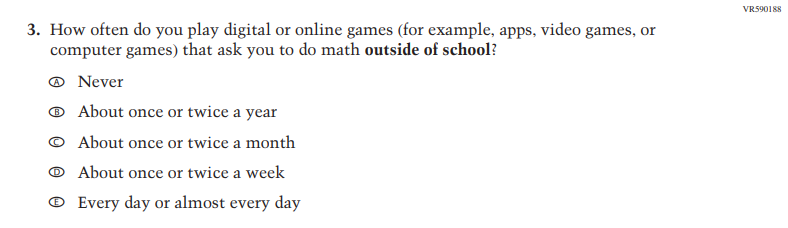 VR590188
3. How often do you play digital or online games (for example, apps, video games, or
computer games) that ask you to do math outside of school?
A Never
B About once or twice a year
C About once or twice a month
D About once or twice a week
E Every day or almost every day